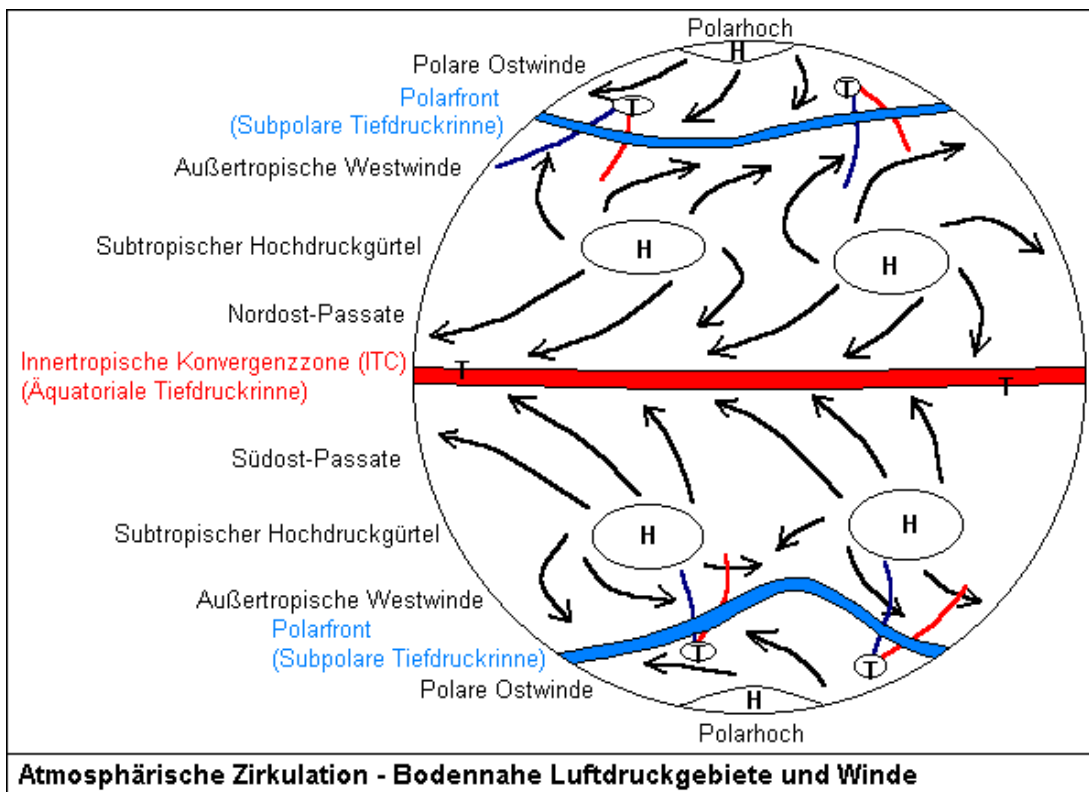 Polarhoch
H
Polare Ostwinde
Polarfront
(Subpolare Tiefdruckrinne)
T
T
Außertropische Westwinde
Subtropischer Hochdruckgürtel
H
H
Nordost-Passate
Innertropische Konvergenzzone (ITC)
(Äquatoriale Tiefdruckrinne)
T
T
Südost-Passate
Subtropischer Hochdruckgürtel
H
H
Außertropische Westwinde
Polarfront
(Subpolare Tiefdruckrinne)
T
T
Polare Ostwinde
H
Polarhoch
Atmosphärische Zirkulation - Bodennahe Luftdruckgebiete und Winde